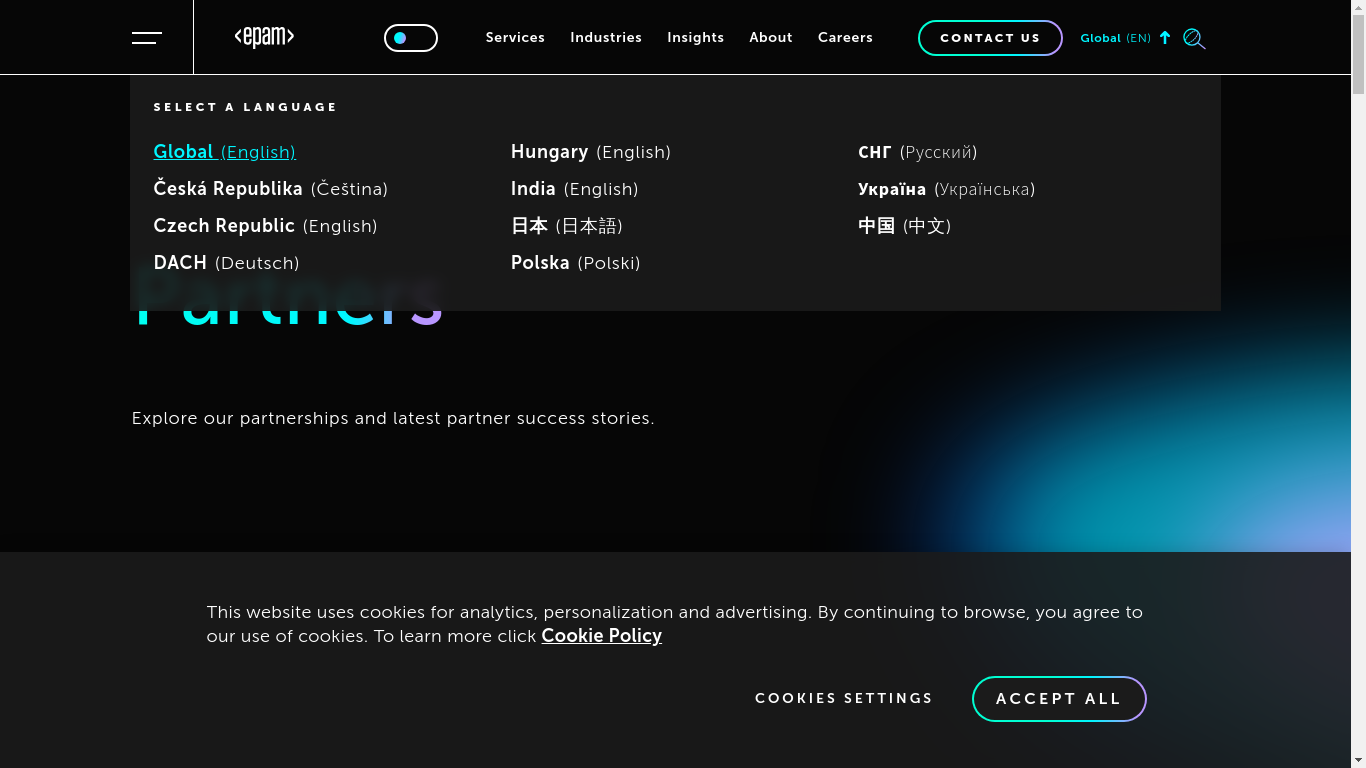 <epam>
Services Industries Insights About Careers CONTACT US Global (EN)
SELECT A LANGUAGE
Global (English)
Česká Republika (Čeština)
Czech Republic (English)
DACH (Deutsch)
Hungary (English)
India (English)
日本 (日本語)
Polska (Polski)
СНГ (Русский)
Україна (Українська)
中国 (中文)
Partners
Explore our partnerships and latest partner success stories.
This website uses cookies for analytics, personalization and advertising. By continuing to browse, you agree to
our use of cookies. To learn more click Cookie Policy
COOKIES SETTINGS ACCEPT ALL